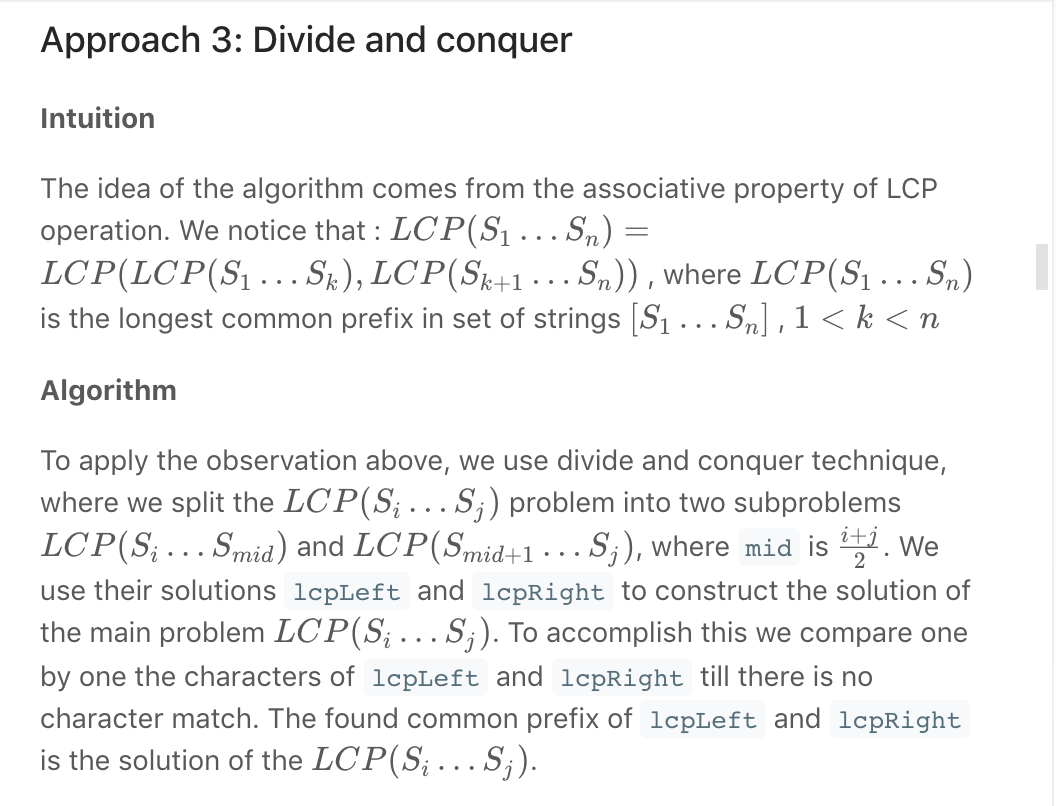 Approach 3: Divide and conquer
Intuition
The idea of the algorithm comes from the associative property of LCP
operation. We notice that : $LCP(S_1 \ldots S_n) =$
$LCP(LCP(S_1 \ldots S_k), LCP(S_{k+1} \ldots S_n))$ , where $LCP(S_1 \ldots S_n)$
is the longest common prefix in set of strings $[S_1 \ldots S_n]$ , $1 < k < n$
Algorithm
To apply the observation above, we use divide and conquer technique,
where we split the $LCP(S_i \ldots S_j)$ problem into two subproblems
$LCP(S_i \ldots S_{mid})$ and $LCP(S_{mid+1} \ldots S_j)$, where mid is $\frac{i+j}{2}$. We
use their solutions lcpLeft and lcpRight to construct the solution of
the main problem $LCP(S_i \ldots S_j)$. To accomplish this we compare one
by one the characters of lcpLeft and lcpRight till there is no
character match. The found common prefix of lcpLeft and lcpRight
is the solution of the $LCP(S_i \ldots S_j)$.